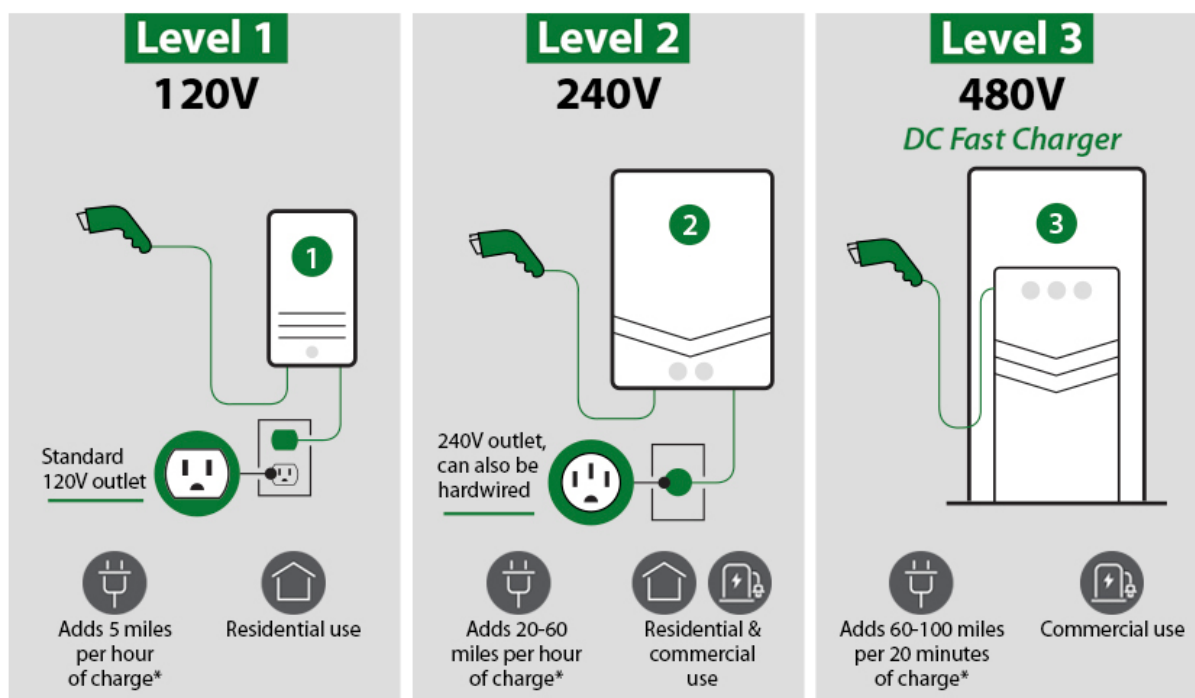 Level 1
120V
1
Standard
120V outlet
Adds 5 miles
per hour
of charge*
Residential use
Level 2
240V
2
240V outlet,
can also be
hardwired
Adds 20-60
miles per hour
of charge*
Residential &
commercial
use
Level 3
480V
DC Fast Charger
3
Adds 60-100 miles
per 20 minutes
of charge*
Commercial use